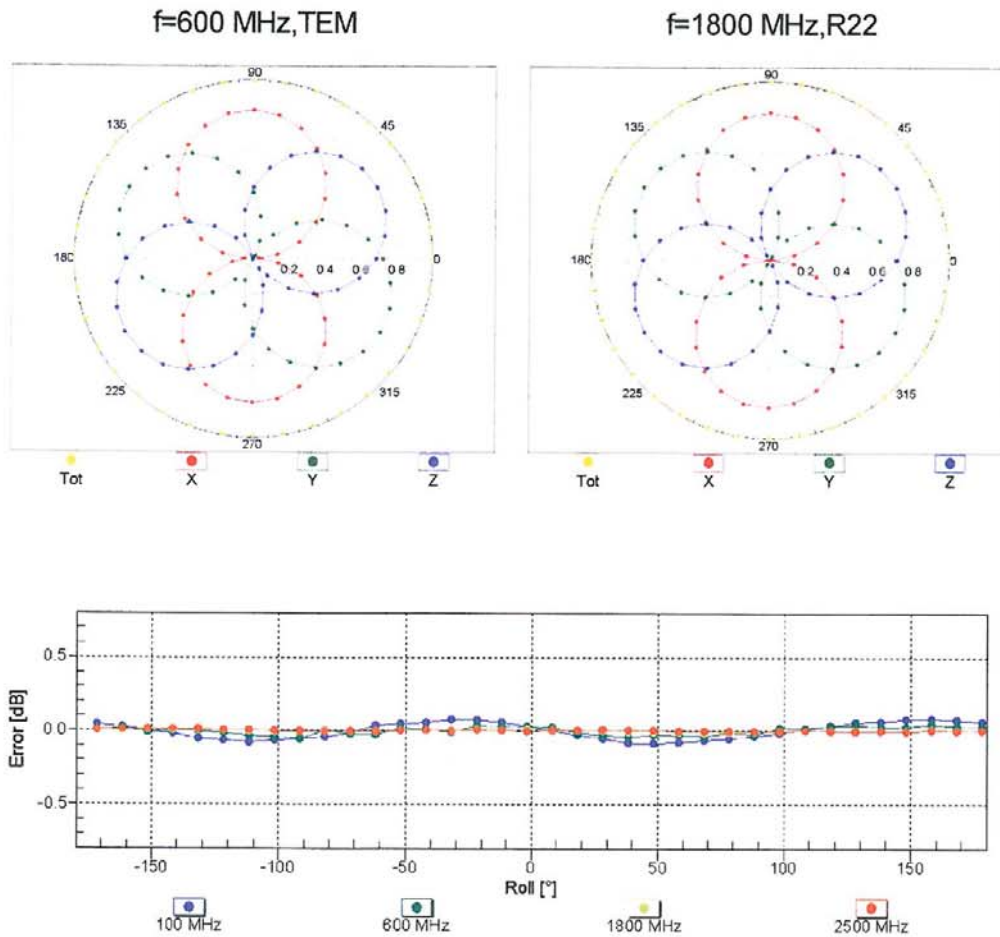 f=600 MHz,TEM
f=1800 MHz,R22
90
135
45
180
0.2 0.4 0.6 0.8
0
225
315
270
Tot X Y Z
90
135
45
180
0.2 0.4 0.6 0.8
0
225
315
270
Tot X Y Z
Error [dB]
0.5
0.0
-0.5
-150 -100 -50 0 50 100 150
Roll [°]
100 MHz 600 MHz 1800 MHz 2500 MHz